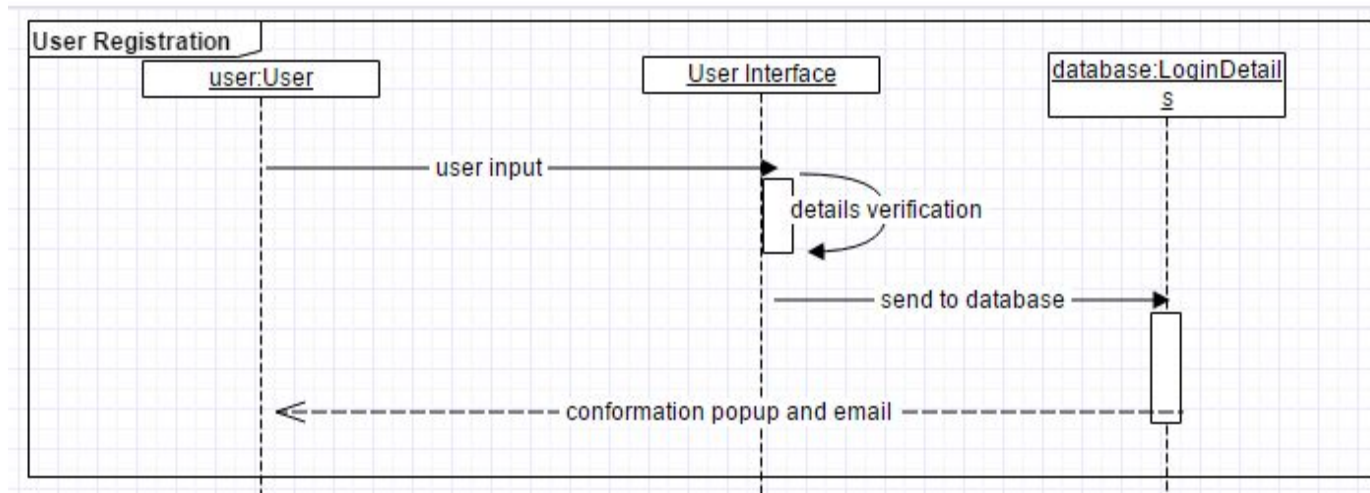 User Registration
user:User
User Interface
database:LoginDetail
s
user input
details verification
send to database
conformation popup and email